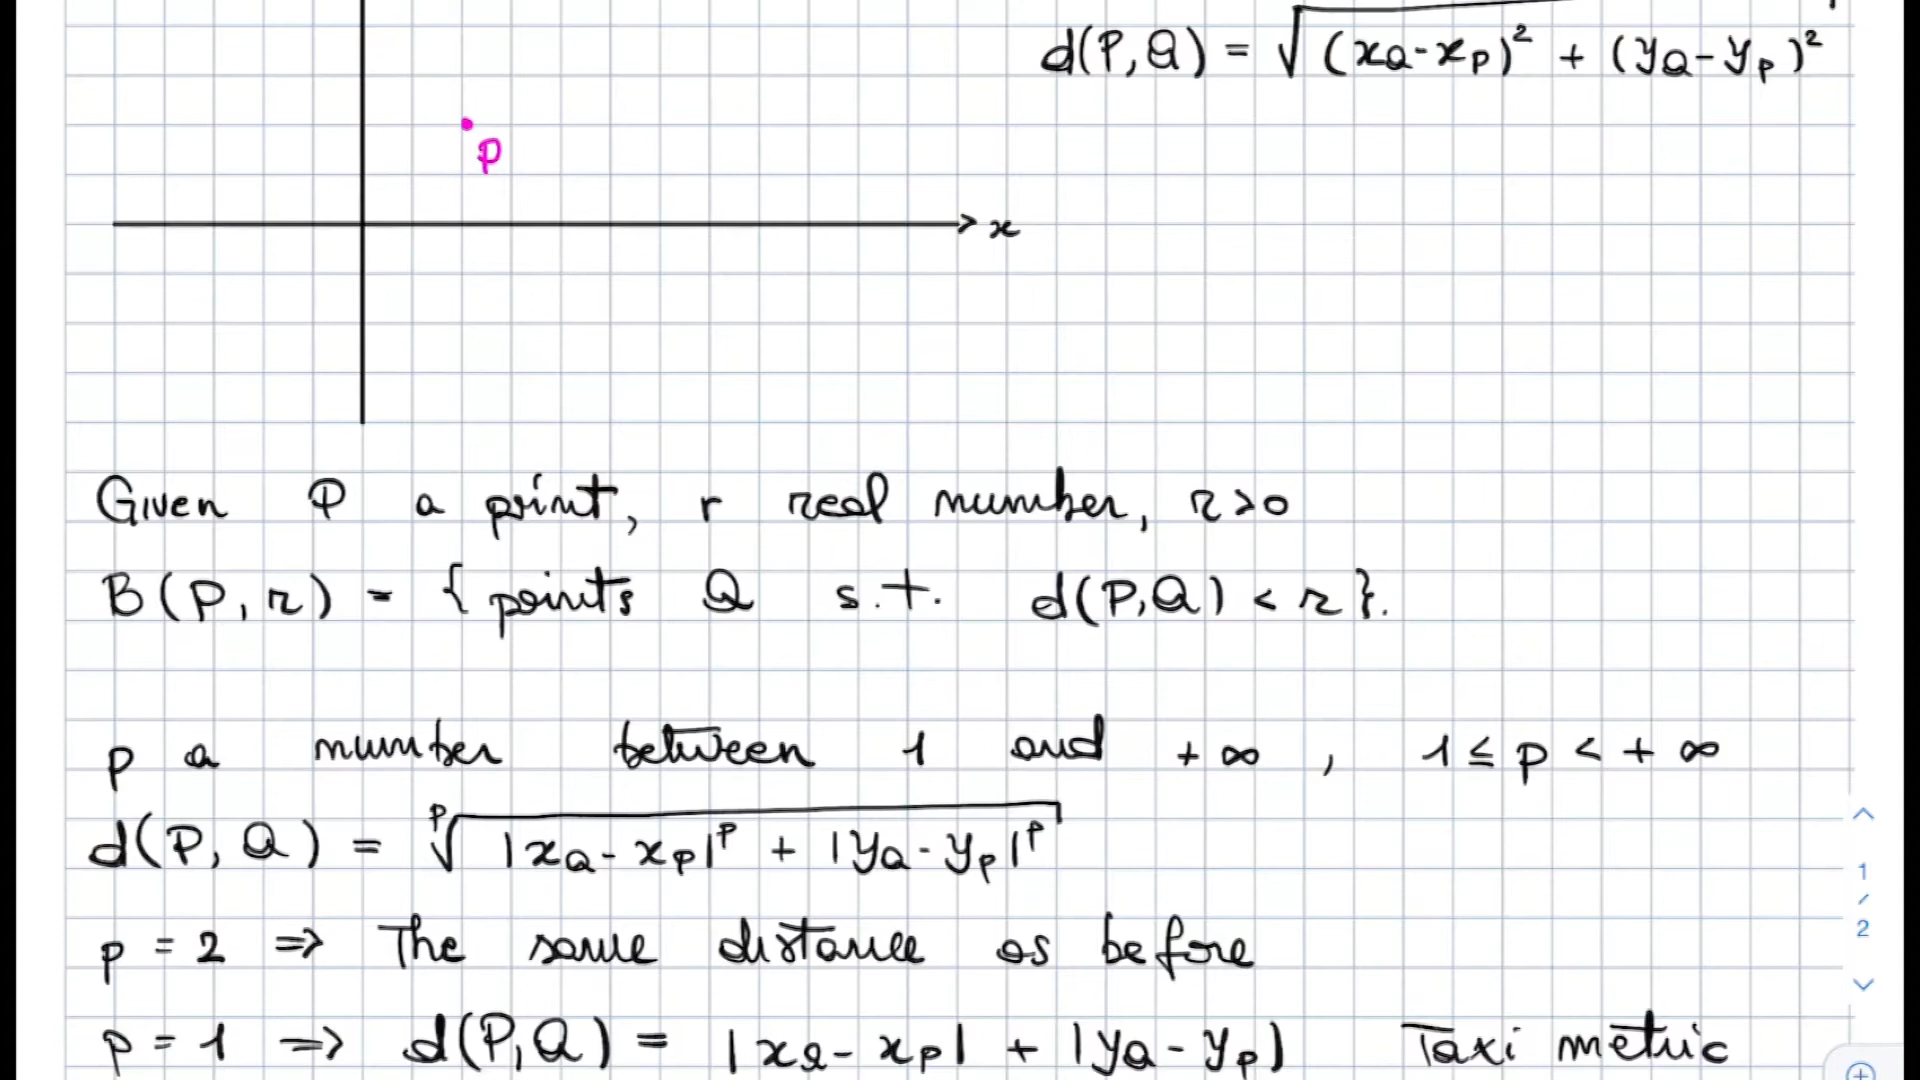 d(P,Q) = √(x_Q - x_P)² + (y_Q - y_P)²
P
x
Given P a point, r real number, r>0
B(P,r) = { points Q s.t. d(P,Q) < r }.
p a number between 1 and +∞ , 1 ≤ p < +∞
d(P,Q) = ᵖ√|x_Q - x_P|ᵖ + |y_Q - y_P|ᵖ
p = 2 => The same distance as before
p = 1 => d(P,Q) = |x_Q - x_P| + |y_Q - y_P| Taxi metric
1
/
2